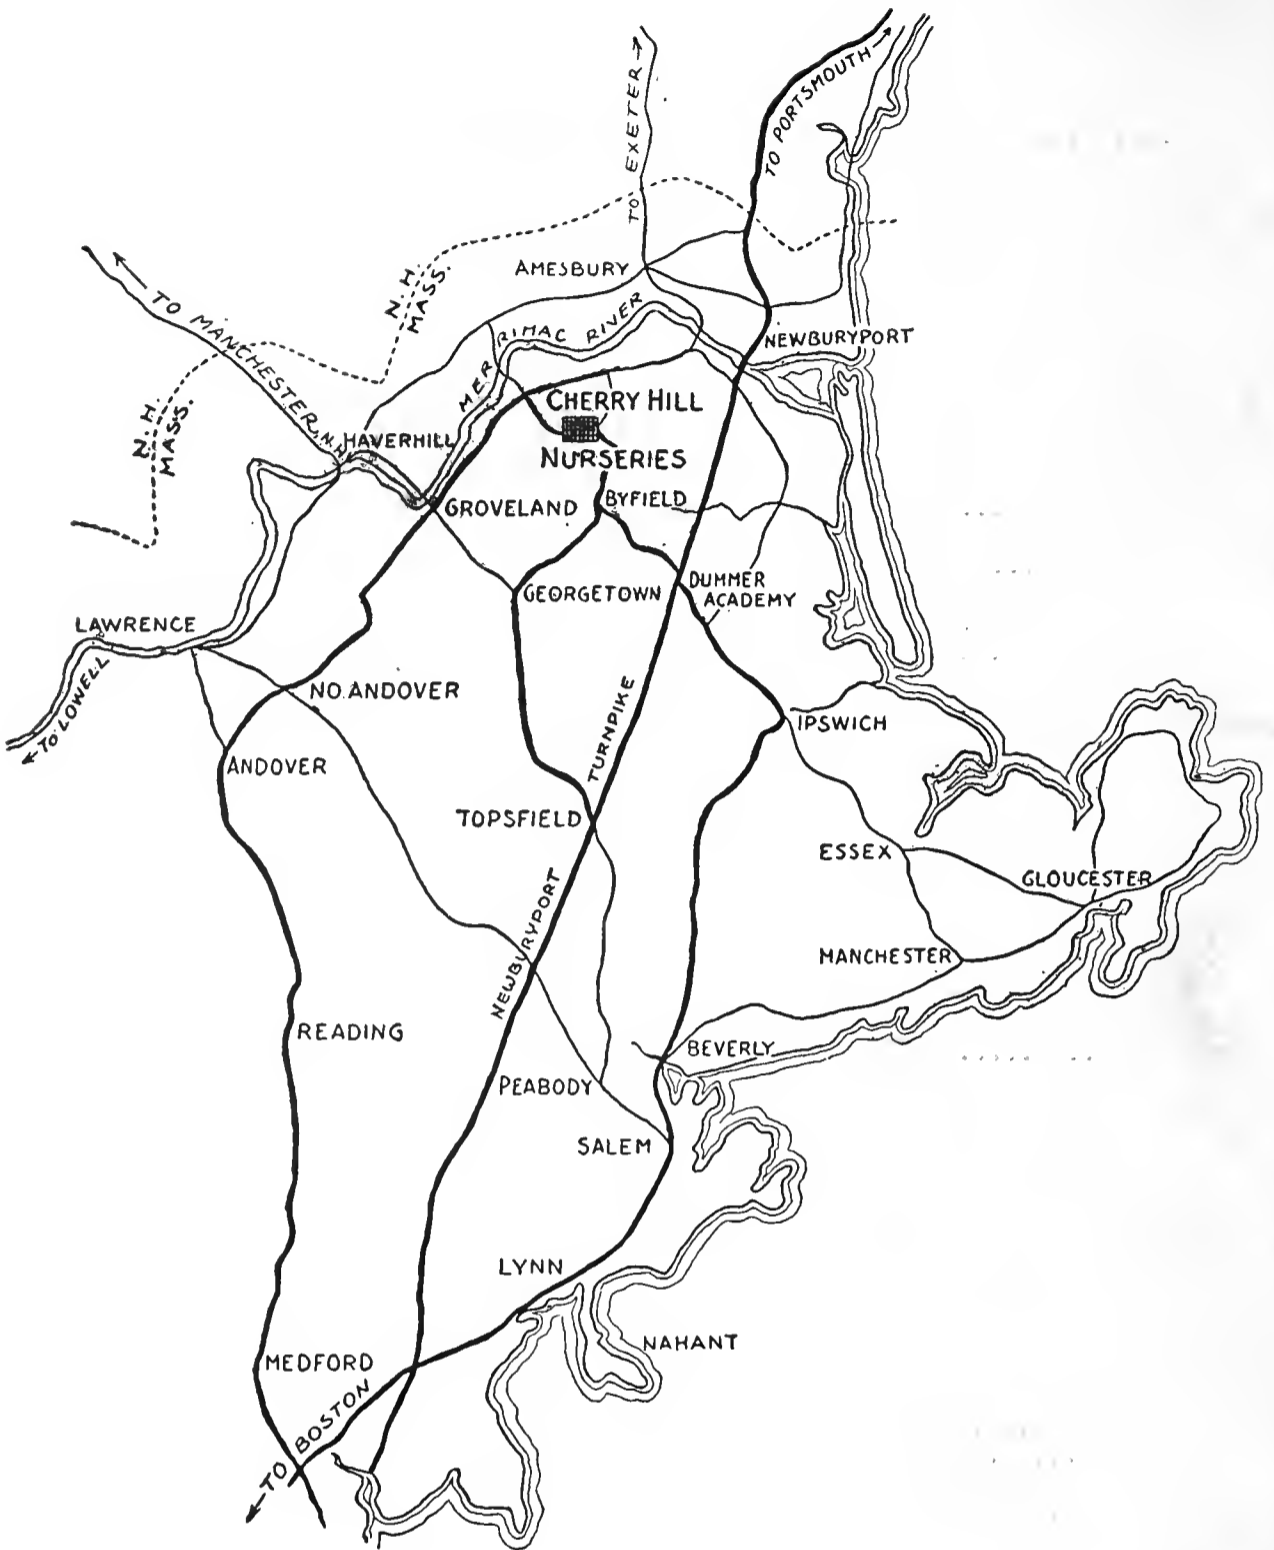 TO PORTSMOUTH
TO EXETER
AMESBURY
N.H.
MASS.
TO MANCHESTER, N.H.
N.H.
MASS.
MERRIMAC RIVER
NEWBURYPORT
CHERRY HILL
NURSERIES
HAVERHILL
GROVELAND
BYFIELD
GEORGETOWN
DUMMER
ACADEMY
LAWRENCE
TO LOWELL
NO. ANDOVER
ANDOVER
IPSWICH
NEWBURYPORT TURNPIKE
TOPSFIELD
ESSEX
GLOUCESTER
MANCHESTER
READING
BEVERLY
PEABODY
SALEM
LYNN
NAHANT
MEDFORD
TO BOSTON